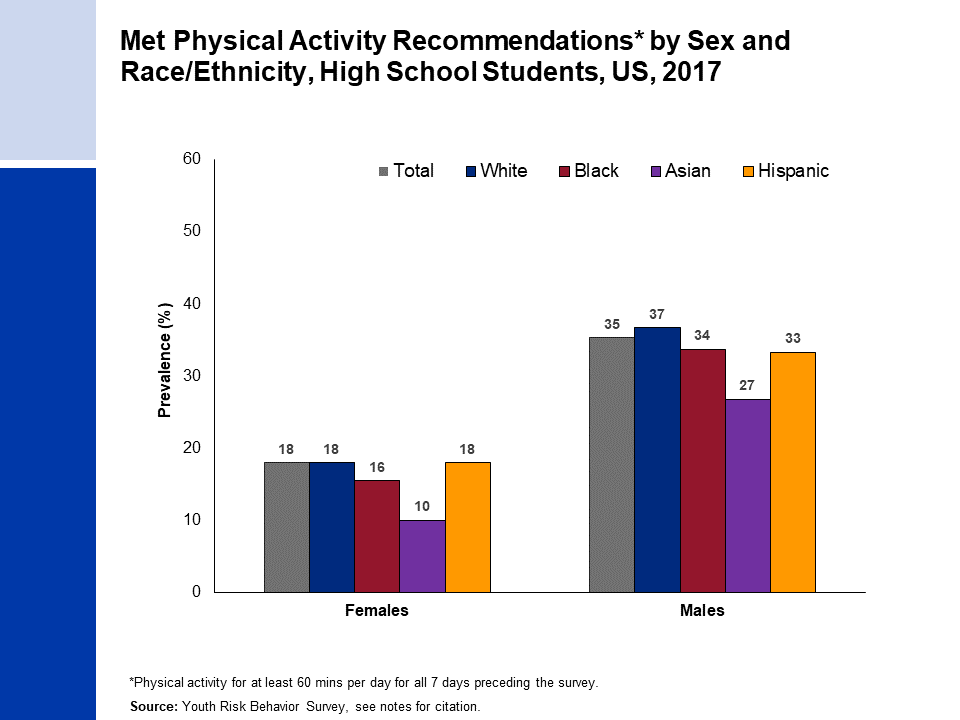 Met Physical Activity Recommendations* by Sex and
Race/Ethnicity, High School Students, US, 2017
Total White Black Asian Hispanic
60
50
40
30
20
10
0
Prevalence (%)
18 18 16 10 18
35 37 34 27 33
Females Males
*Physical activity for at least 60 mins per day for all 7 days preceding the survey.
Source: Youth Risk Behavior Survey, see notes for citation.